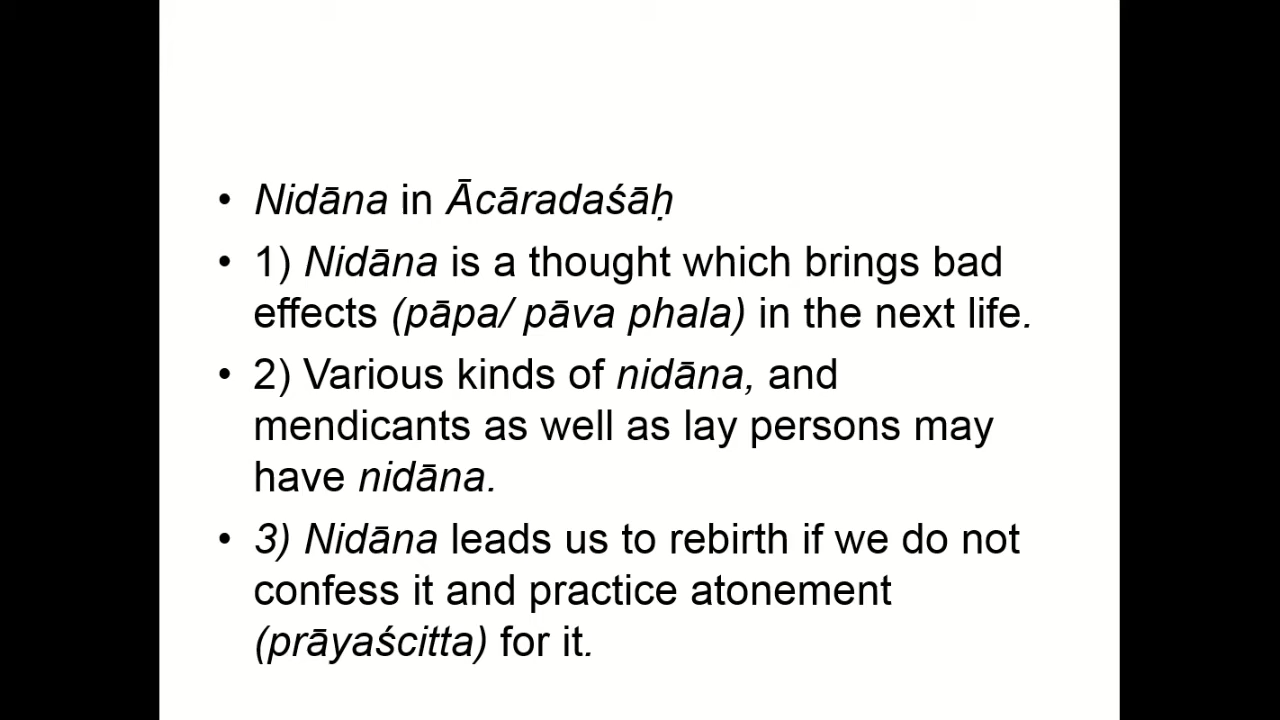 • Nidāna in Ācāradaśāḥ
• 1) Nidāna is a thought which brings bad
effects (pāpa/ pāva phala) in the next life.
• 2) Various kinds of nidāna, and
mendicants as well as lay persons may
have nidāna.
• 3) Nidāna leads us to rebirth if we do not
confess it and practice atonement
(prāyaścitta) for it.